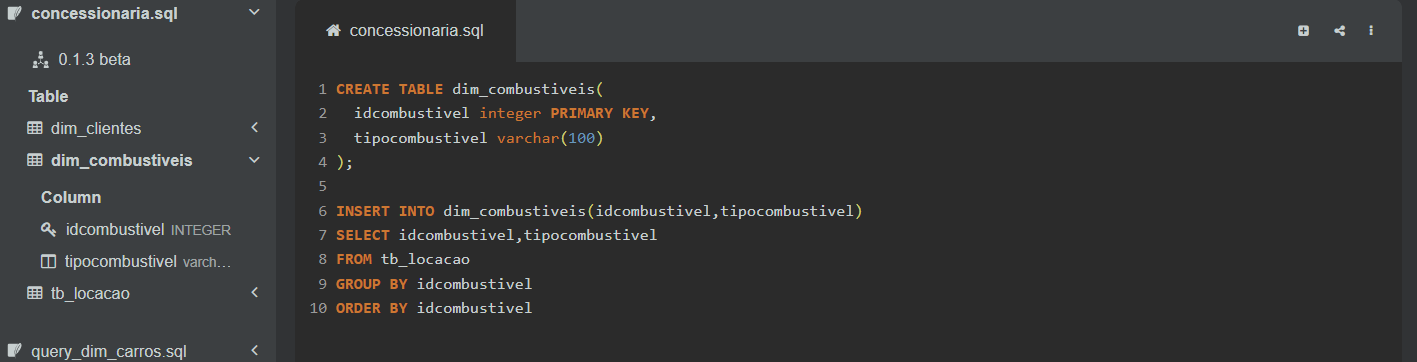 concessionaria.sql
0.1.3 beta
Table
dim_clientes
dim_combustiveis
Column
idcombustivel INTEGER
tipocombustivel varch...
tb_locacao
query_dim_carros.sql
concessionaria.sql
1 CREATE TABLE dim_combustiveis(
2 idcombustivel integer PRIMARY KEY,
3 tipocombustivel varchar(100)
4 );
5
6 INSERT INTO dim_combustiveis(idcombustivel,tipocombustivel)
7 SELECT idcombustivel,tipocombustivel
8 FROM tb_locacao
9 GROUP BY idcombustivel
10 ORDER BY idcombustivel